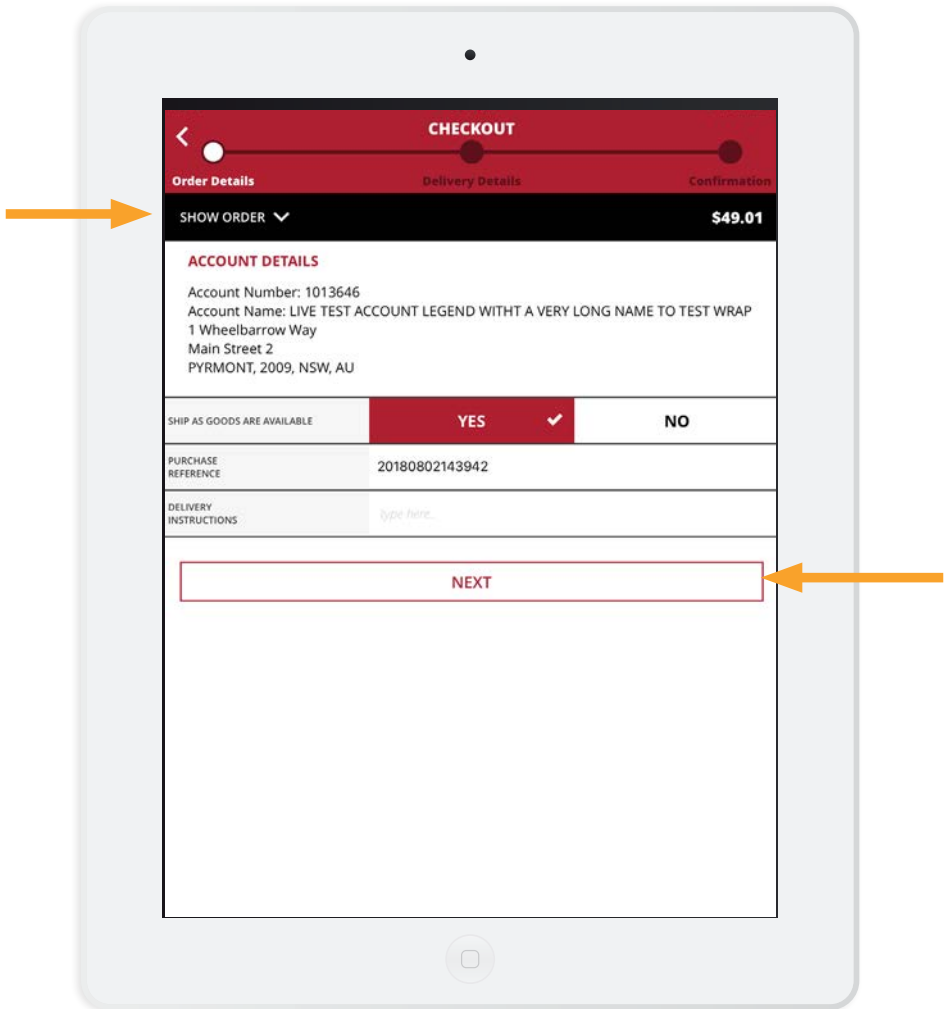 CHECKOUT
Order Details
Delivery Details
Confirmation
SHOW ORDER
$49.01
ACCOUNT DETAILS
Account Number: 1013646
Account Name: LIVE TEST ACCOUNT LEGEND WITHT A VERY LONG NAME TO TEST WRAP
1 Wheelbarrow Way
Main Street 2
PYRMONT, 2009, NSW, AU
SHIP AS GOODS ARE AVAILABLE
YES
NO
PURCHASE
REFERENCE
20180802143942
DELIVERY
INSTRUCTIONS
type here..
NEXT